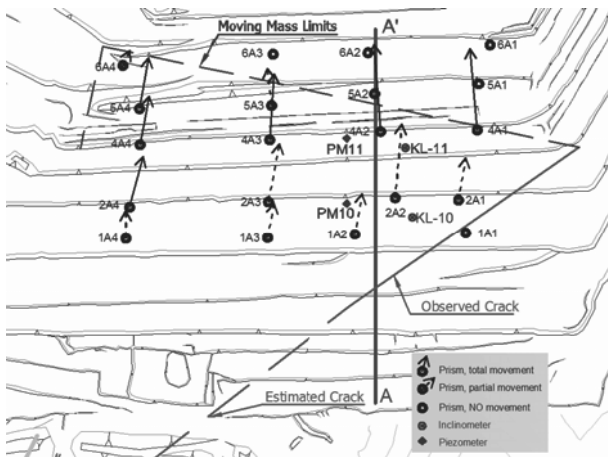 A'
Moving Mass Limits
6A4
6A3
6A2
6A1
5A4
5A3
5A2
5A1
4A4
4A3
4A2
4A1
PM11
KL-11
2A4
2A3
2A2
2A1
PM10
KL-10
1A4
1A3
1A2
1A1
Observed Crack
Estimated Crack
A
Prism, total movement
Prism, partial movement
Prism, NO movement
Inclinometer
Piezometer